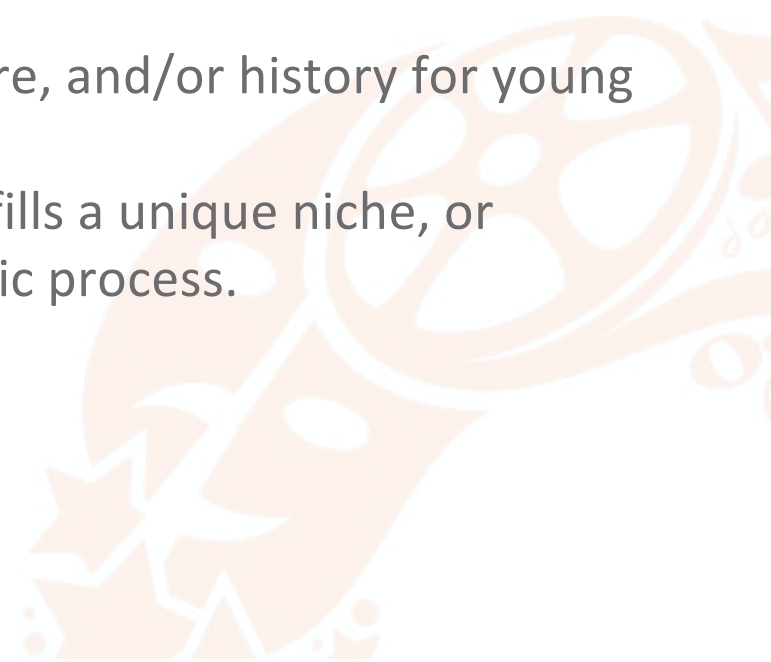 re, and/or history for young
fills a unique niche, or
ic process.